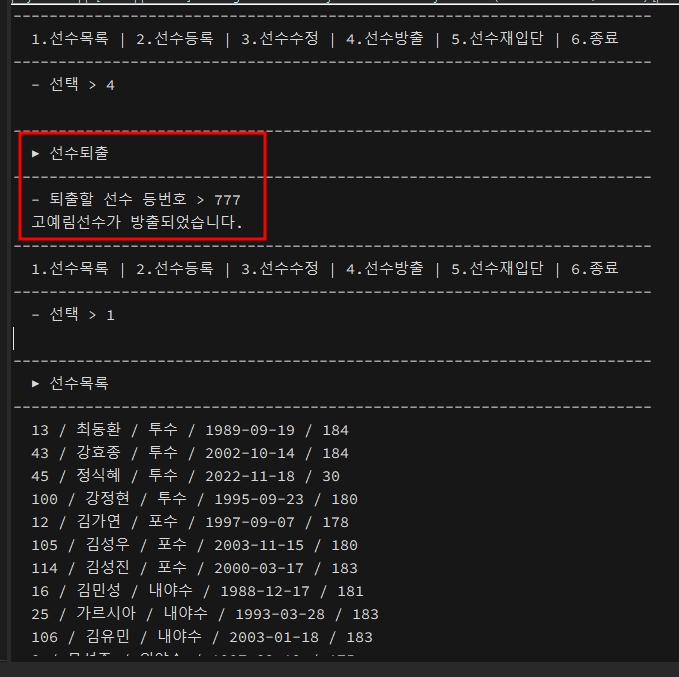 1.선수목록 | 2.선수등록 | 3.선수수정 | 4.선수방출 | 5.선수재입단 | 6.종료
- 선택 > 4
▶ 선수퇴출
- 퇴출할 선수 등번호 > 777
고예림선수가 방출되었습니다.
1.선수목록 | 2.선수등록 | 3.선수수정 | 4.선수방출 | 5.선수재입단 | 6.종료
- 선택 > 1
▶ 선수목록
13 / 최동환 / 투수 / 1989-09-19 / 184
43 / 강효종 / 투수 / 2002-10-14 / 184
45 / 정식혜 / 투수 / 2022-11-18 / 30
100 / 강정현 / 투수 / 1995-09-23 / 180
12 / 김가연 / 포수 / 1997-09-07 / 178
105 / 김성우 / 포수 / 2003-11-15 / 180
114 / 김성진 / 포수 / 2000-03-17 / 183
16 / 김민성 / 내야수 / 1988-12-17 / 181
25 / 가르시아 / 내야수 / 1993-03-28 / 183
106 / 김유민 / 내야수 / 2003-01-18 / 183